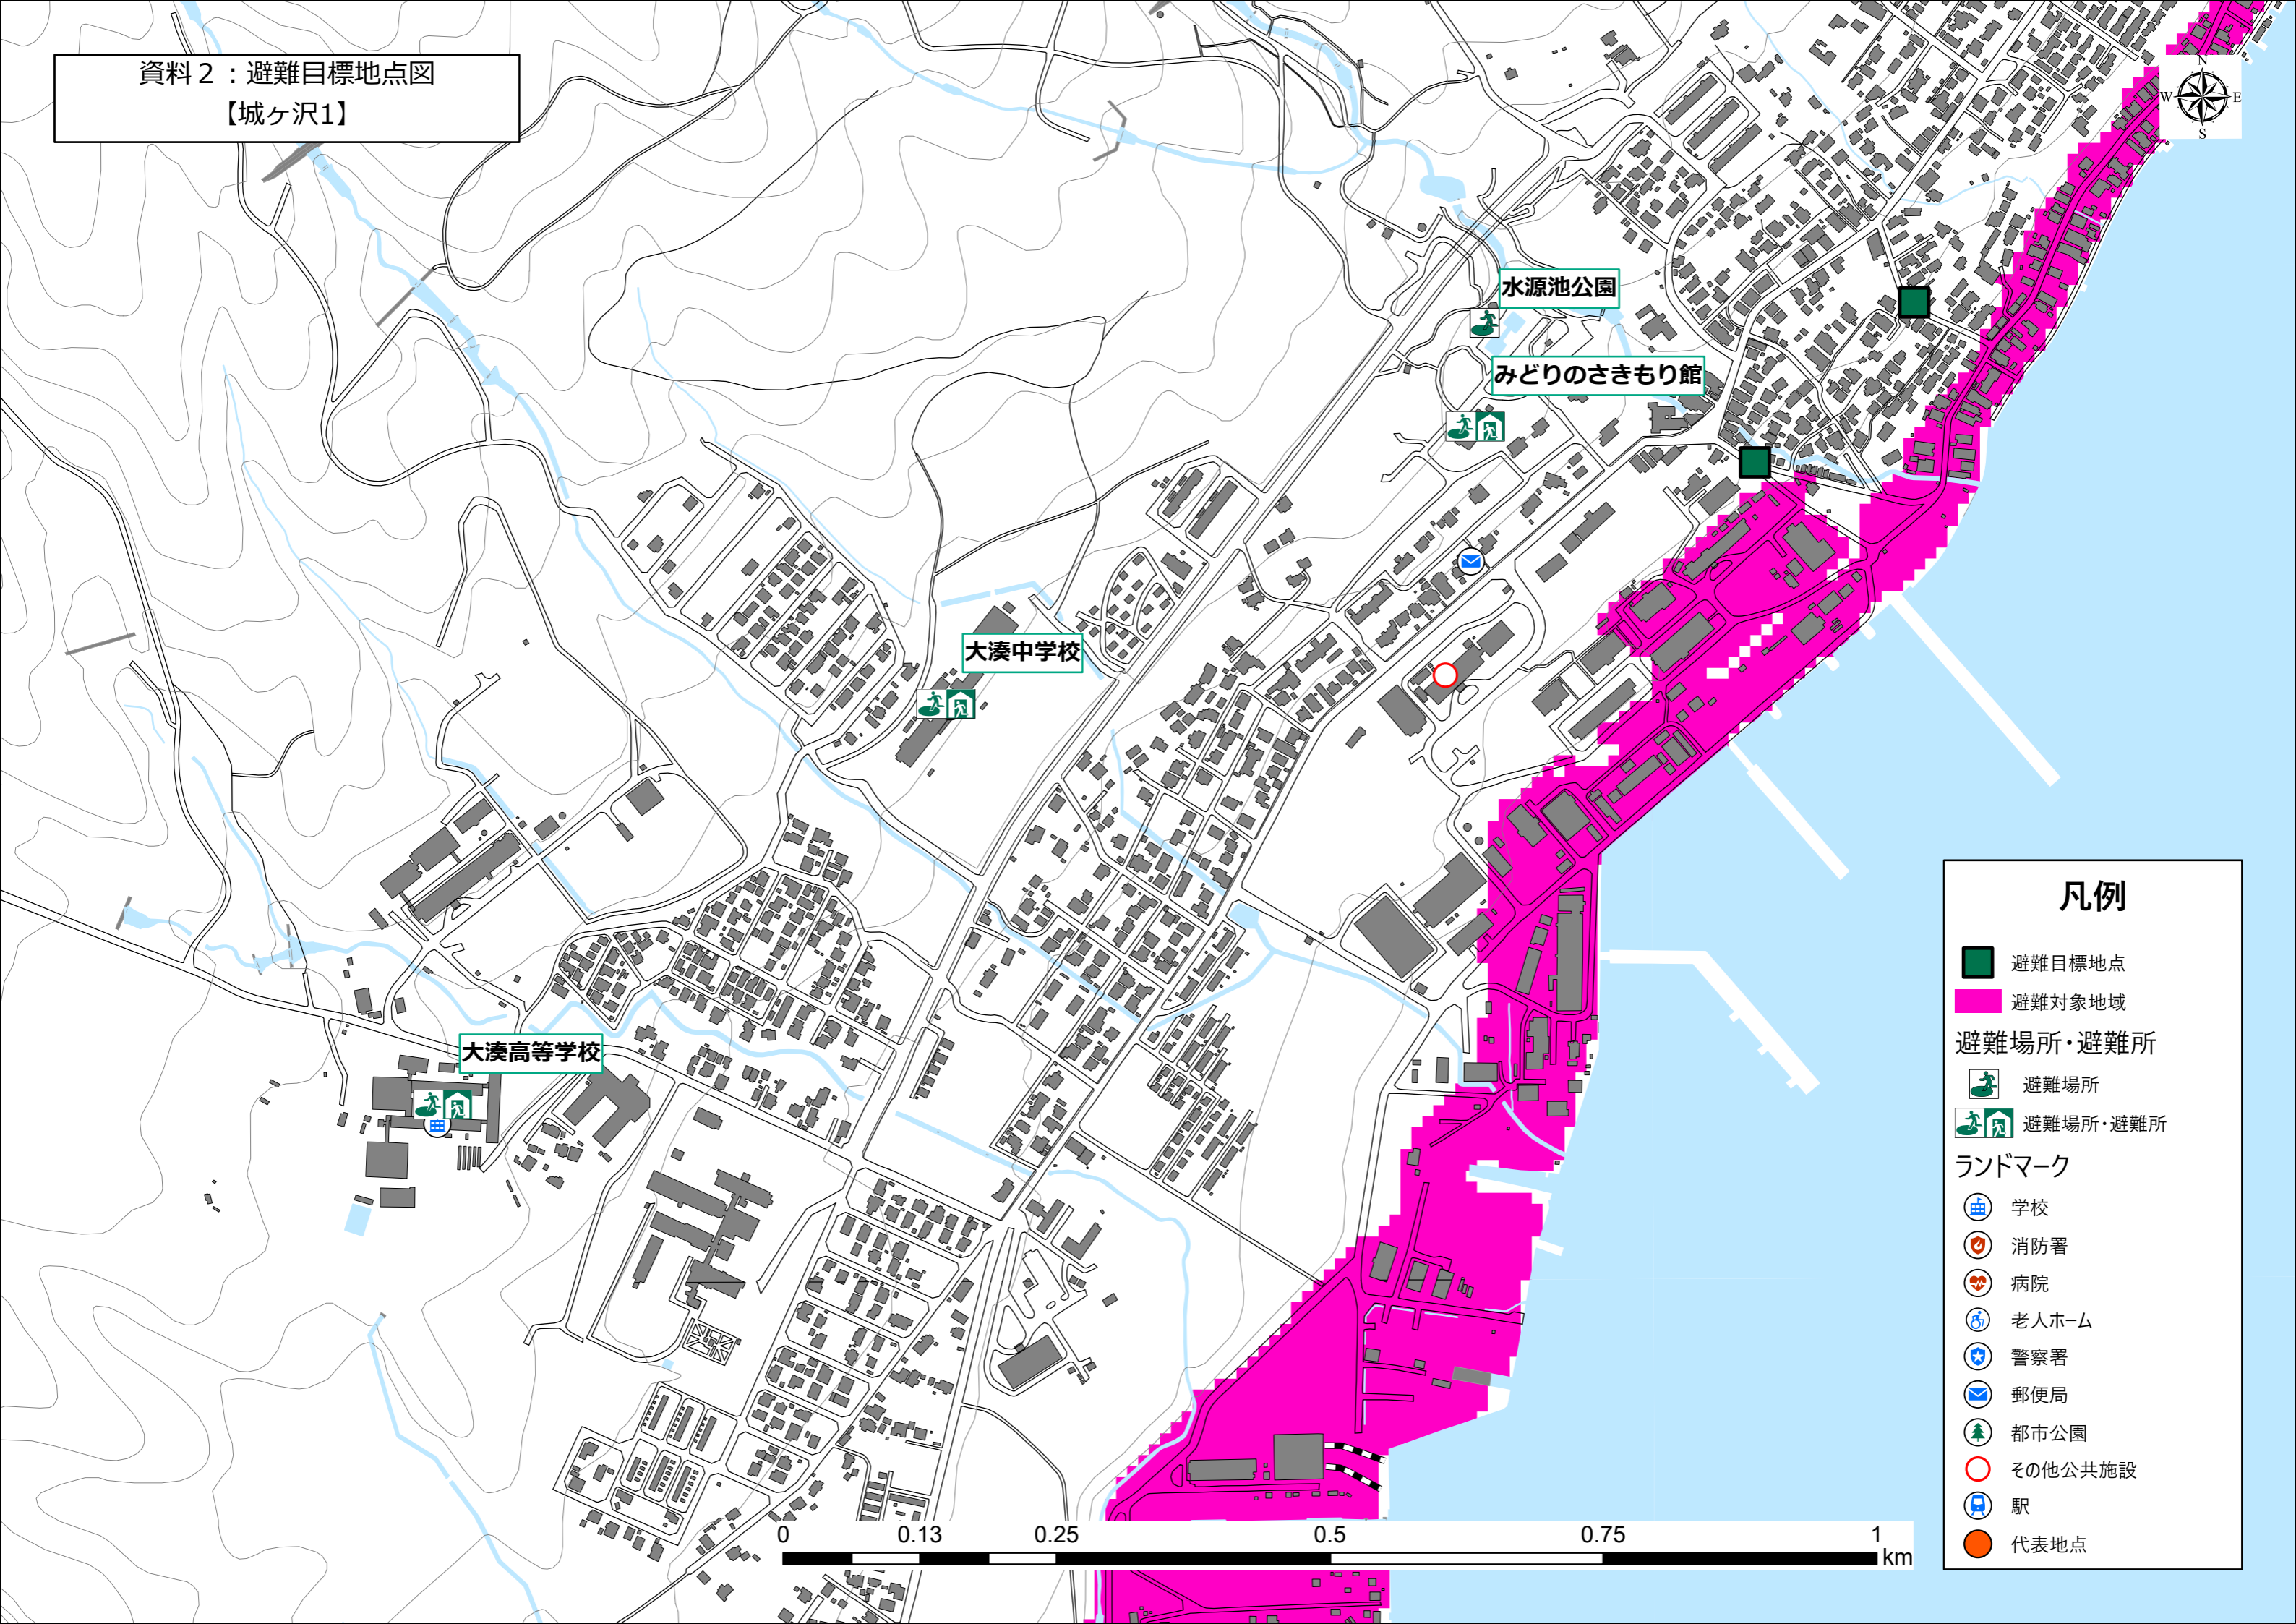 資料２：避難目標地点図
【城ヶ沢1】
N
W
E
S
水源池公園
みどりのさきもり館
大湊中学校
大湊高等学校
凡例
避難目標地点
避難対象地域
避難場所・避難所
避難場所
避難場所・避難所
ランドマーク
学校
消防署
病院
老人ホーム
警察署
郵便局
都市公園
その他公共施設
駅
代表地点
0 0.13 0.25 0.5 0.75 1
km